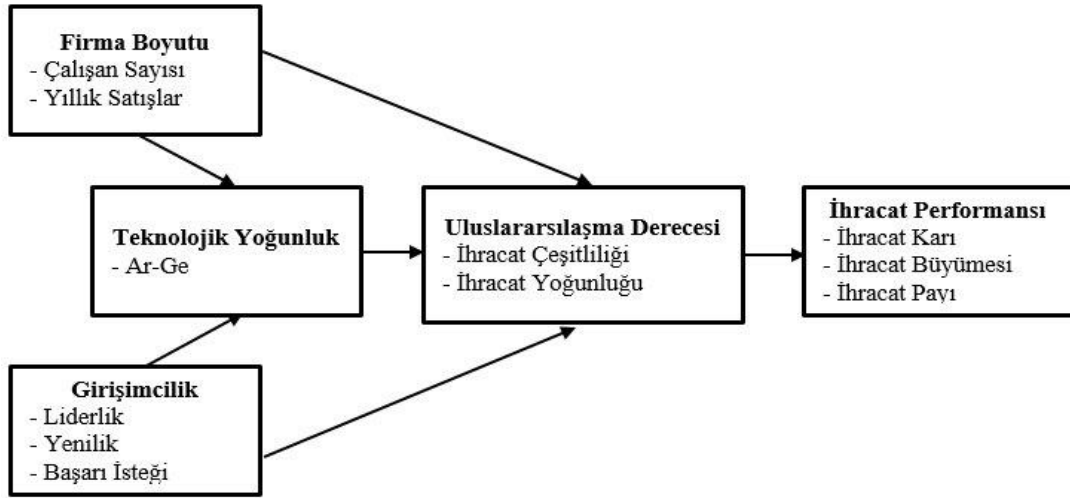 Firma Boyutu
- Çalışan Sayısı
- Yıllık Satışlar
Teknolojik Yoğunluk
- Ar-Ge
Uluslararsılaşma Derecesi
- İhracat Çeşitliliği
- İhracat Yoğunluğu
İhracat Performansı
- İhracat Karı
- İhracat Büyümesi
- İhracat Payı
Girişimcilik
- Liderlik
- Yenilik
- Başarı İsteği